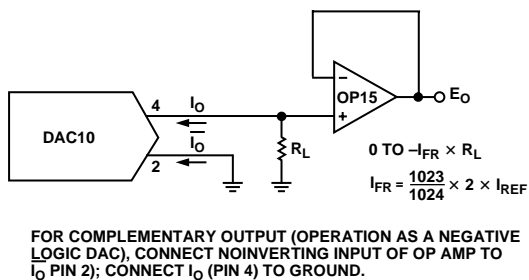 I_O
4
DAC10
I̅_O̅
2
−
OP15
+
E_O
R_L
0 TO –I_FR × R_L
I_FR = 1023/1024 × 2 × I_REF
FOR COMPLEMENTARY OUTPUT (OPERATION AS A NEGATIVE
LOGIC DAC), CONNECT NOINVERTING INPUT OF OP AMP TO
I̅_O PIN 2); CONNECT I_O (PIN 4) TO GROUND.